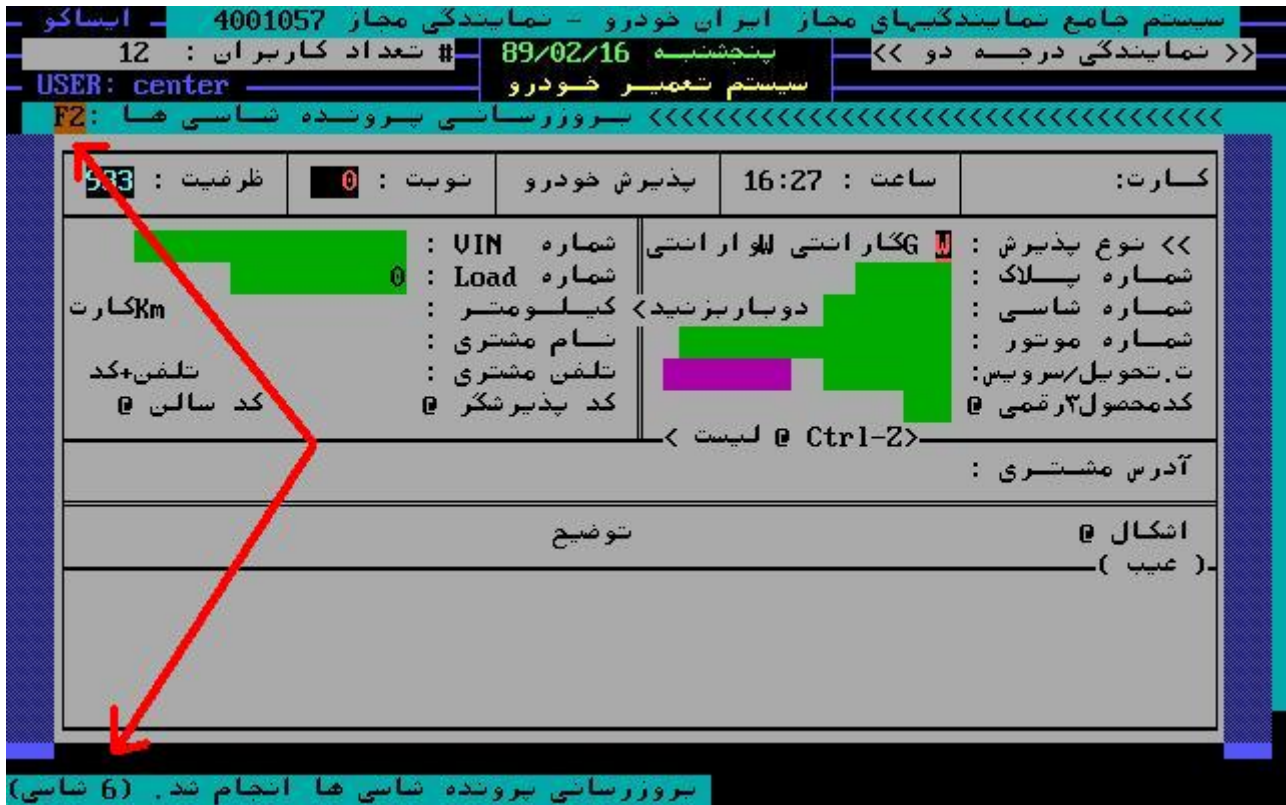 سیستم جامع نمایندگیهای مجاز ایران خودرو - نمایندگی مجاز 4001057 ایساکو
<< نمایندگی درجه دو >> پنجشنبه 89/02/16 # تعداد کاربران : 12
سیستم تعمیر خودرو USER: center
>>>>>>>>>>>>>>>>>>>>>>>>>>>>>>>>>>>> بروزرسانی پرونده شاسی ها :F2
کارت: ساعت : 16:27 پذیرش خودرو نوبت : 0 ظرفیت : 983
>> نوع پذیرش : W Gگارانتی Wوارانتی شماره VIN :
شماره پلاک : شماره Load : 0
شماره شاسی : دوباربزنید> کیلومتر : Kmکارت
شماره موتور : نام مشتری :
ت.تحویل/سرویس: تلفن مشتری : تلفن+کد
کدمحصول۳رقمی @ کد پذیرشگر @ کد سالن @
<Ctrl-Z @ لیست >
آدرس مشتری :
اشکال @ توضیح
( عیب )
بروزرسانی پرونده شاسی ها انجام شد. (6 شاسی)